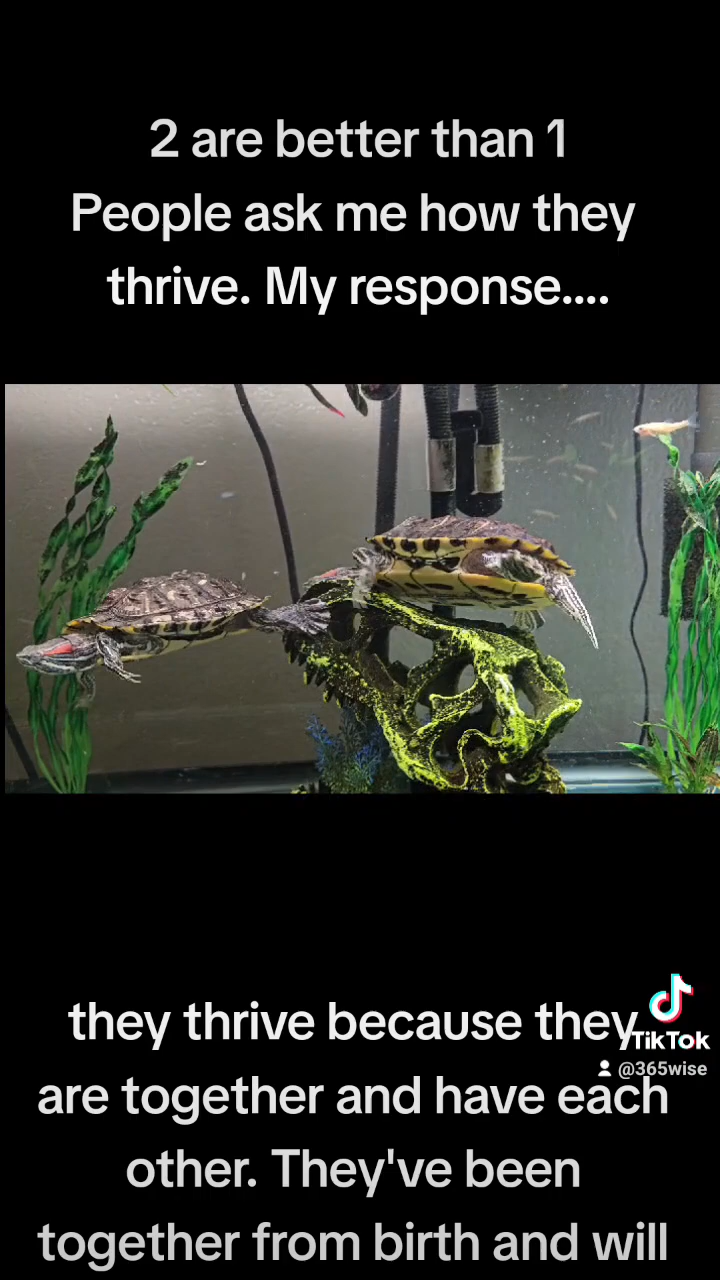 2 are better than 1
People ask me how they
thrive. My response....
they thrive because they
TikTok
@365wise
are together and have each
other. They've been
together from birth and will